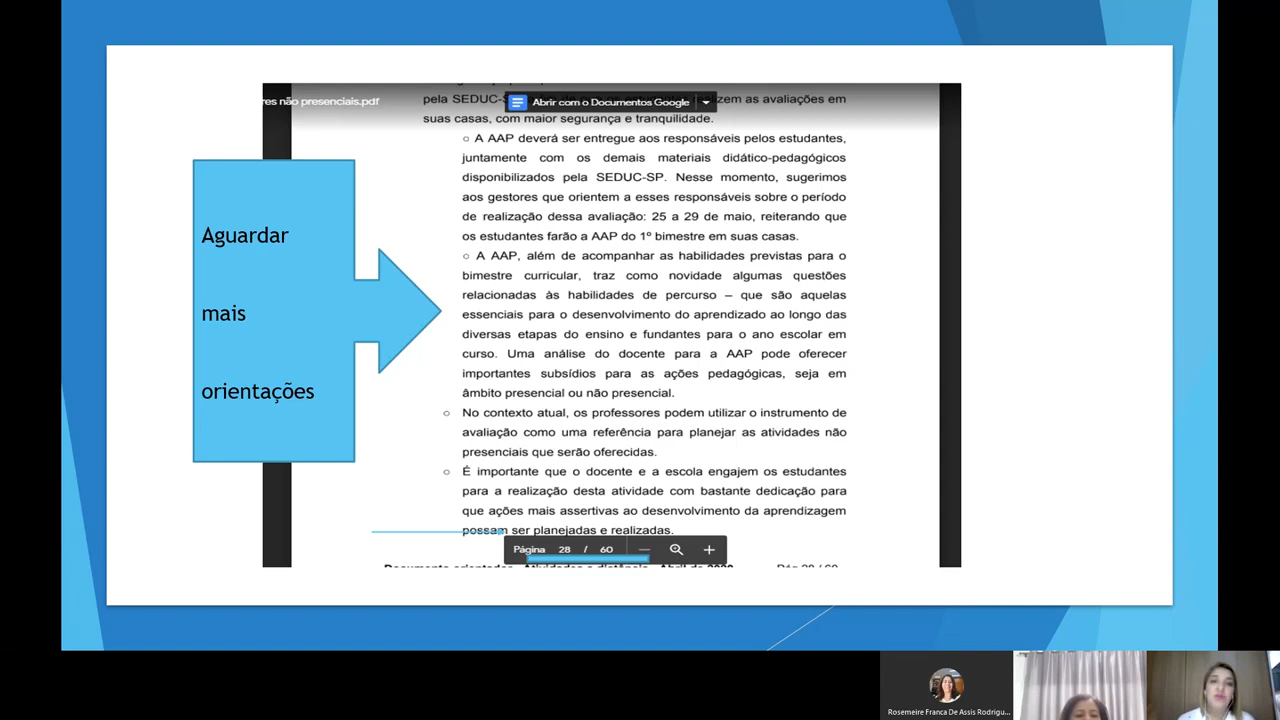 res não presenciais.pdf
Abrir com o Documentos Google
pela SEDUC-S
zem as avaliações em
suas casas, com maior segurança e tranquilidade.
○ A AAP deverá ser entregue aos responsáveis pelos estudantes,
juntamente com os demais materiais didático-pedagógicos
disponibilizados pela SEDUC-SP. Nesse momento, sugerimos
aos gestores que orientem a esses responsáveis sobre o período
de realização dessa avaliação: 25 a 29 de maio, reiterando que
os estudantes farão a AAP do 1º bimestre em suas casas.
○ A AAP, além de acompanhar as habilidades previstas para o
bimestre curricular, traz como novidade algumas questões
relacionadas às habilidades de percurso – que são aquelas
essenciais para o desenvolvimento do aprendizado ao longo das
diversas etapas do ensino e fundantes para o ano escolar em
curso. Uma análise do docente para a AAP pode oferecer
importantes subsídios para as ações pedagógicas, seja em
âmbito presencial ou não presencial.
○ No contexto atual, os professores podem utilizar o instrumento de
avaliação como uma referência para planejar as atividades não
presenciais que serão oferecidas.
○ É importante que o docente e a escola engajem os estudantes
para a realização desta atividade com bastante dedicação para
que ações mais assertivas ao desenvolvimento da aprendizagem
possam ser planejadas e realizadas.
Página 28 / 60
Documento orientador - Atividades a distância - Abril de 2020 Pág 28 / 60
Aguardar
mais
orientações
Rosemeire Franca De Assis Rodrigu...